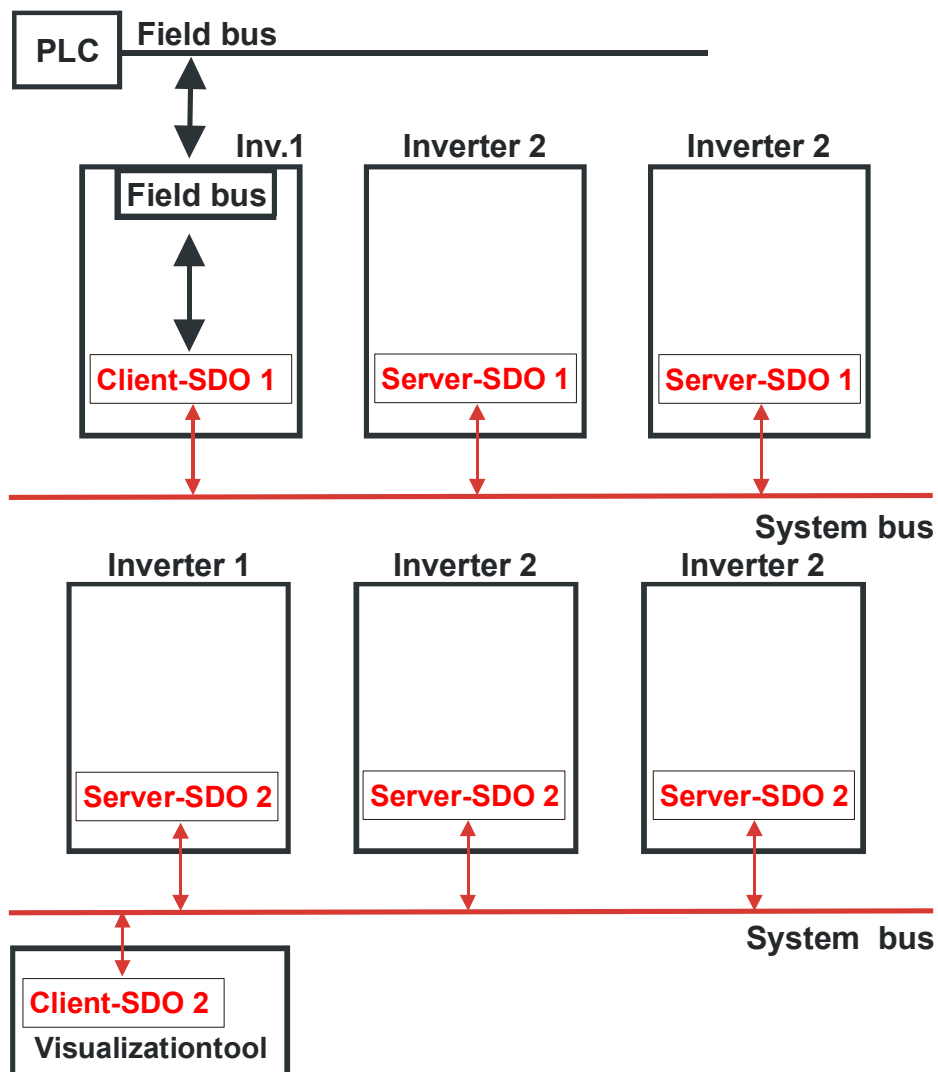 PLC
Field bus
Inv.1
Inverter 2
Inverter 2
Field bus
Client-SDO 1
Server-SDO 1
Server-SDO 1
System bus
Inverter 1
Inverter 2
Inverter 2
Server-SDO 2
Server-SDO 2
Server-SDO 2
System bus
Client-SDO 2
Visualizationtool